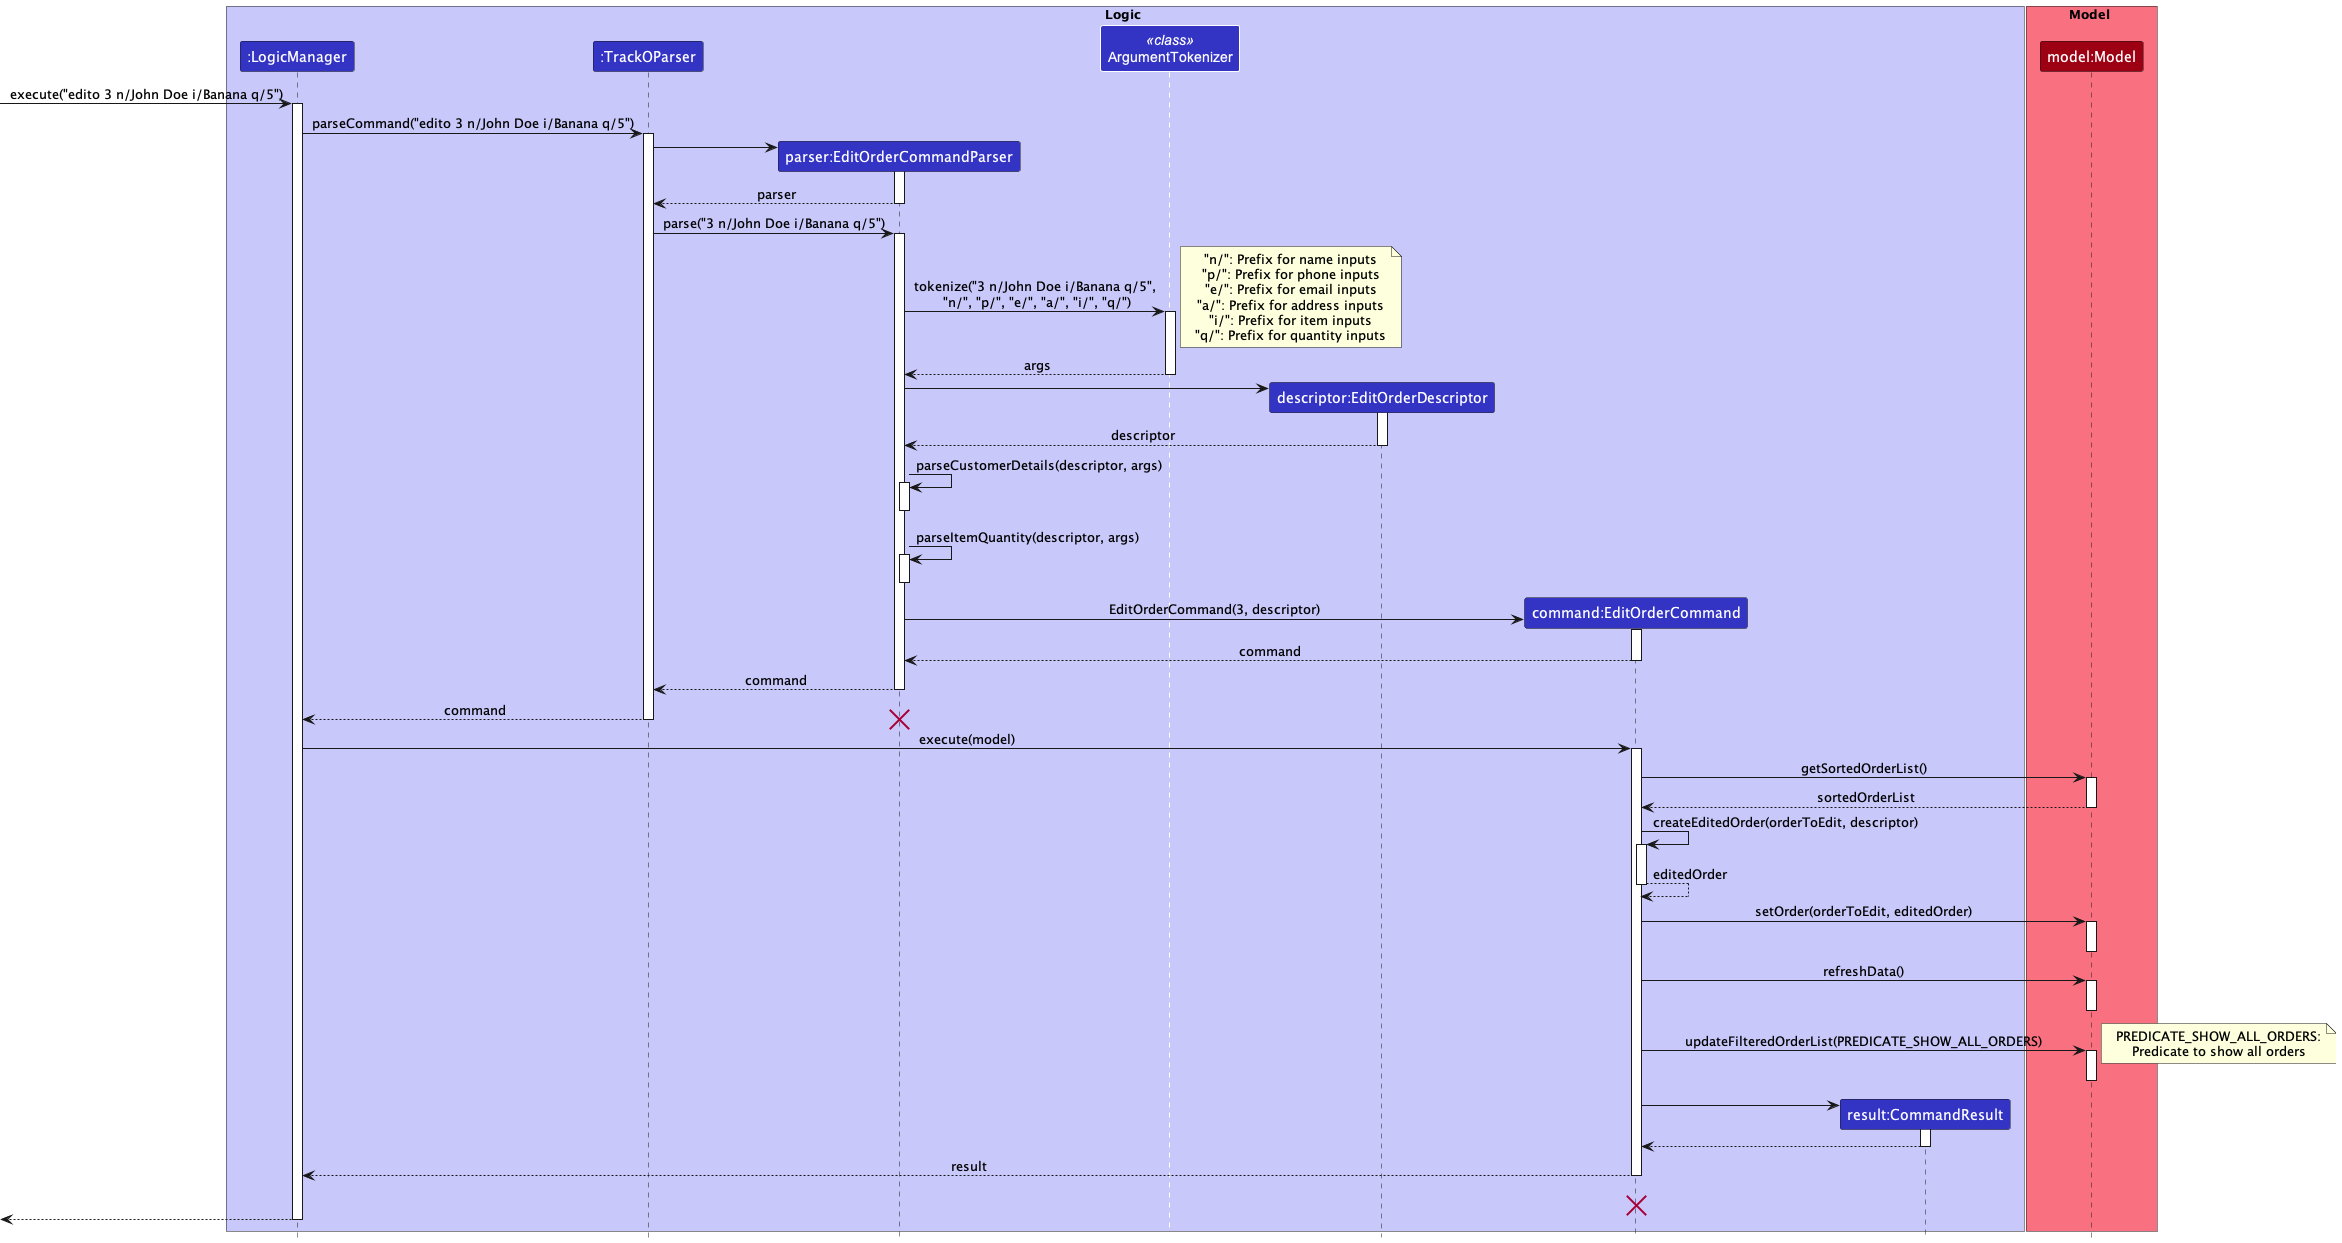 Logic
Model
«class»
ArgumentTokenizer
:LogicManager
:TrackOParser
model:Model
execute("edito 3 n/John Doe i/Banana q/5")
parseCommand("edito 3 n/John Doe i/Banana q/5")
parser:EditOrderCommandParser
parser
parse("3 n/John Doe i/Banana q/5")
"n/": Prefix for name inputs
"p/": Prefix for phone inputs
"e/": Prefix for email inputs
"a/": Prefix for address inputs
"i/": Prefix for item inputs
"q/": Prefix for quantity inputs
tokenize("3 n/John Doe i/Banana q/5",
"n/", "p/", "e/", "a/", "i/", "q/")
args
descriptor:EditOrderDescriptor
descriptor
parseCustomerDetails(descriptor, args)
parseItemQuantity(descriptor, args)
EditOrderCommand(3, descriptor)
command:EditOrderCommand
command
command
command
execute(model)
getSortedOrderList()
sortedOrderList
createEditedOrder(orderToEdit, descriptor)
editedOrder
setOrder(orderToEdit, editedOrder)
refreshData()
updateFilteredOrderList(PREDICATE_SHOW_ALL_ORDERS)
PREDICATE_SHOW_ALL_ORDERS:
Predicate to show all orders
result:CommandResult
result